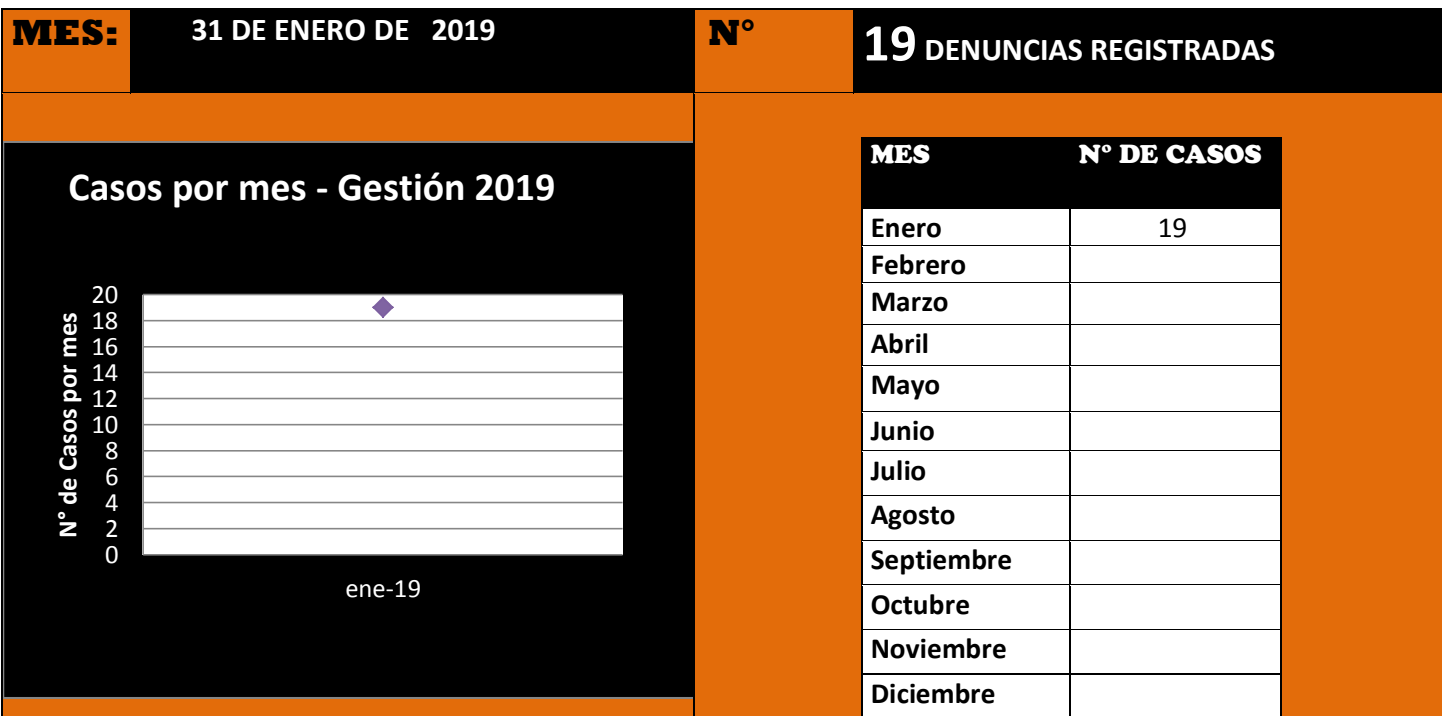 MES: 31 DE ENERO DE 2019 N° 19 DENUNCIAS REGISTRADAS
Casos por mes - Gestión 2019
N° de Casos por mes
20
18
16
14
12
10
8
6
4
2
0
ene-19
MES N° DE CASOS
Enero 19
Febrero
Marzo
Abril
Mayo
Junio
Julio
Agosto
Septiembre
Octubre
Noviembre
Diciembre